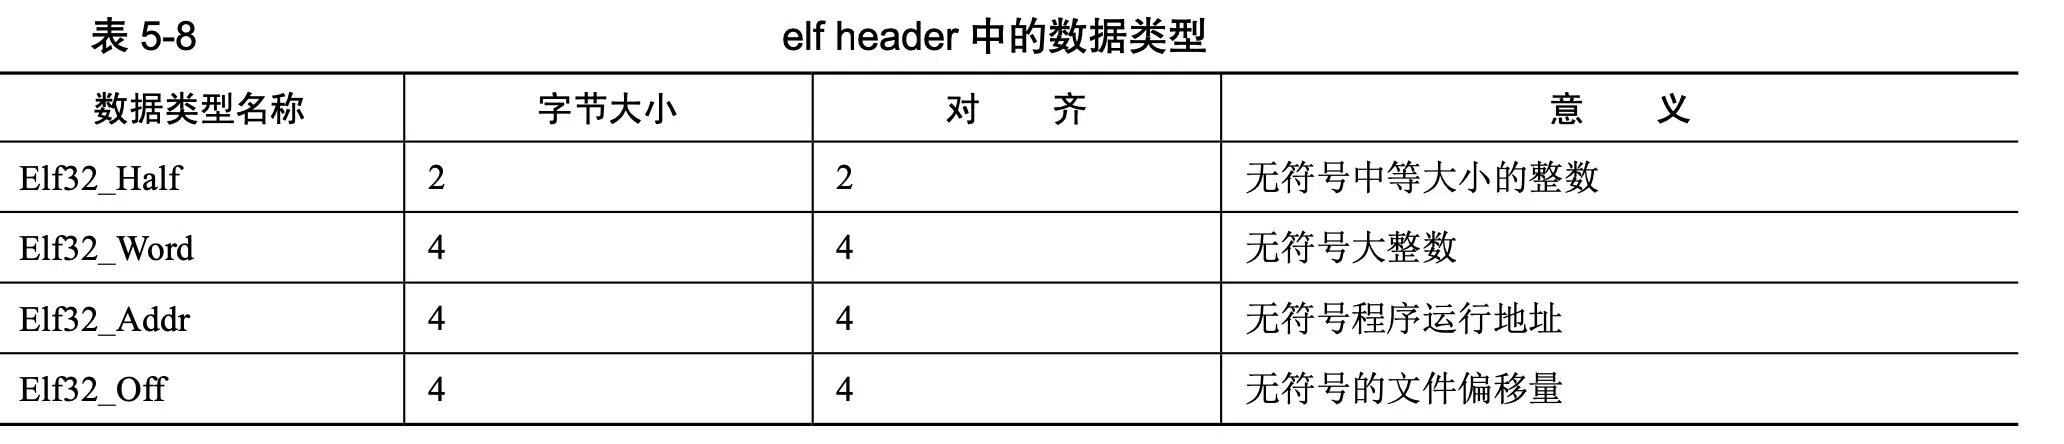 表 5-8 elf header 中的数据类型
数据类型名称 字节大小 对 齐 意 义
Elf32_Half 2 2 无符号中等大小的整数
Elf32_Word 4 4 无符号大整数
Elf32_Addr 4 4 无符号程序运行地址
Elf32_Off 4 4 无符号的文件偏移量